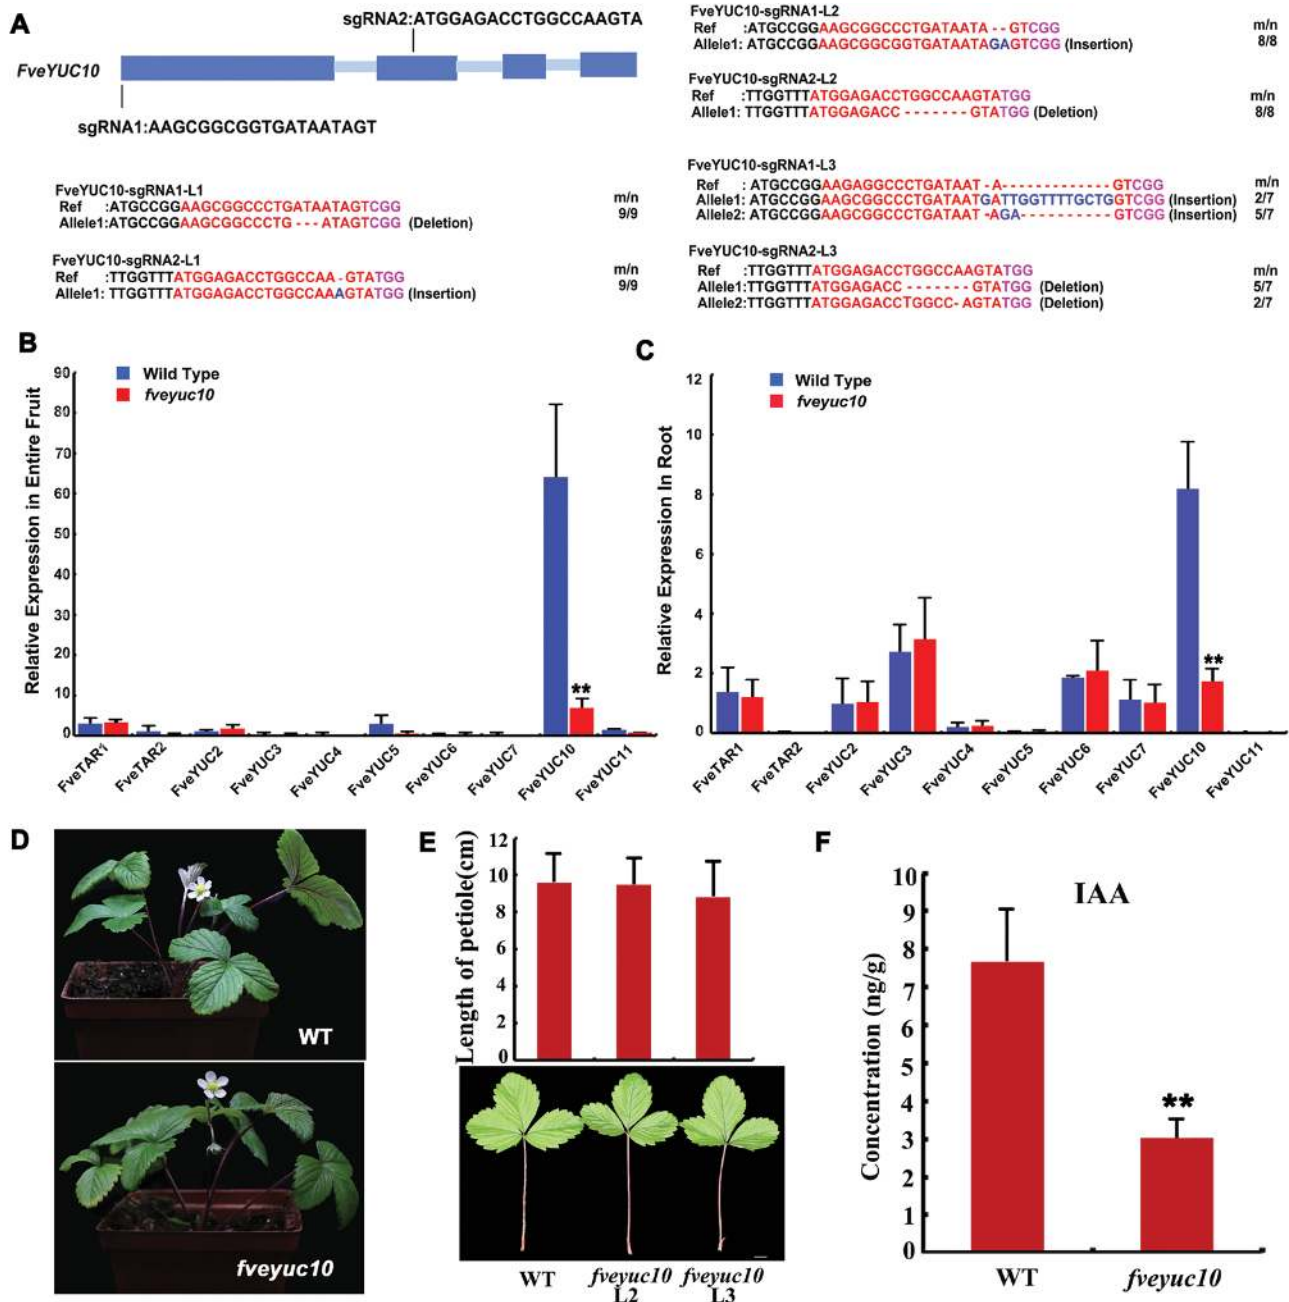 A
sgRNA2:ATGGAGACCTGGCCAAGTA
FveYUC10
sgRNA1:AAGCGGCGGTGATAATAGT
FveYUC10-sgRNA1-L1
m/n
Ref :ATGCCGGAAGCGGCCCTGATAATAGTCGG
9/9
Allele1:ATGCCGGAAGCGGCCCTG---ATAGTCGG (Deletion)
FveYUC10-sgRNA2-L1
m/n
Ref :TTGGTTTATGGAGACCTGGCCAA-GTATGG
9/9
Allele1: TTGGTTTATGGAGACCTGGCCAAAGTATGG (Insertion)
FveYUC10-sgRNA1-L2
m/n
Ref :ATGCCGGAAGCGGCCCTGATAATA--GTCGG
Allele1: ATGCCGGAAGCGGCGGTGATAATAGAGTCGG (Insertion) 8/8
FveYUC10-sgRNA2-L2
Ref :TTGGTTTATGGAGACCTGGCCAAGTATGG m/n
Allele1:TTGGTTTATGGAGACC-------GTATGG (Deletion) 8/8
FveYUC10-sgRNA1-L3
Ref : ATGCCGGAAGAGGCCCTGATAAT-A-------------GTCGG m/n
Allele1: ATGCCGGAAGCGGCCCTGATAATGATTGGTTTTGCTGGTCGG (Insertion) 2/7
Allele2: ATGCCGGAAGCGGCCCTGATAAT-AGA-----------GTCGG (Insertion) 5/7
FveYUC10-sgRNA2-L3
Ref :TTGGTTTATGGAGACCTGGCCAAGTATGG m/n
Allele1:TTGGTTTATGGAGACC-------GTATGG (Deletion) 5/7
Allele2:TTGGTTTATGGAGACCTGGCC-AGTATGG (Deletion) 2/7
B
Wild Type
fveyuc10
Relative Expression in Entire Fruit
90
80
70
60
50
40
30
20
10
0
**
FveTAR1
FveTAR2
FveYUC2
FveYUC3
FveYUC4
FveYUC5
FveYUC6
FveYUC7
FveYUC10
FveYUC11
C
Wild Type
fveyuc10
Relative Expression In Root
12
10
8
6
4
2
0
**
FveTAR1
FveTAR2
FveYUC2
FveYUC3
FveYUC4
FveYUC5
FveYUC6
FveYUC7
FveYUC10
FveYUC11
D
WT
fveyuc10
E
Length of petiole(cm)
12
10
8
6
4
2
0
WT fveyuc10 fveyuc10
L2 L3
F
IAA
Concentration (ng/g)
10
9
8
7
6
5
4
3
2
1
0
**
WT fveyuc10